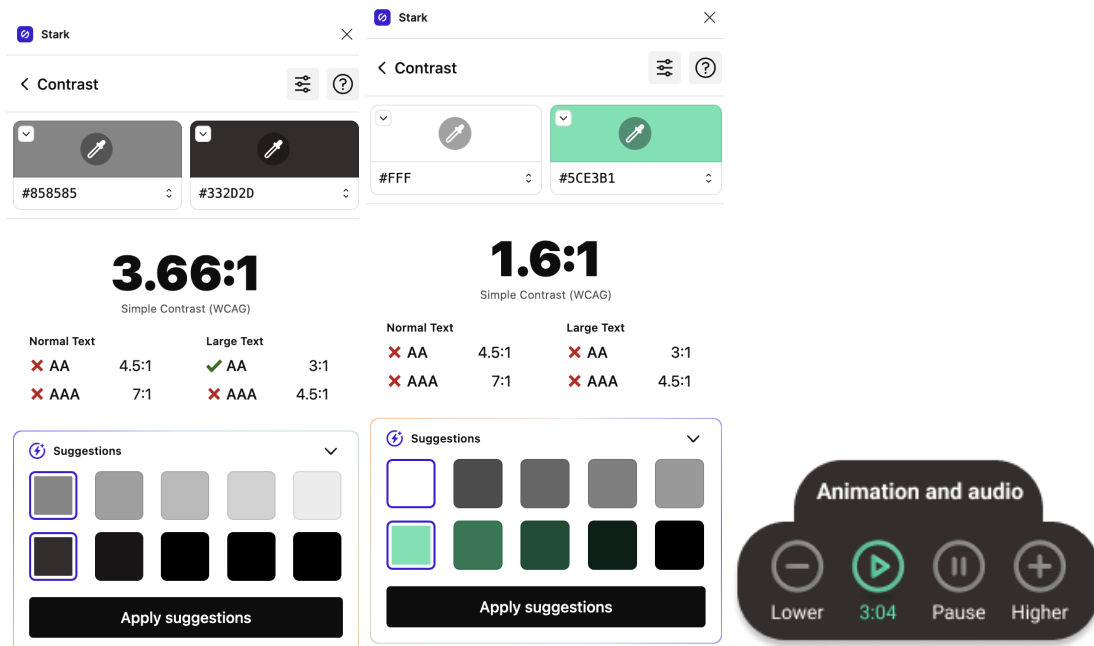 Stark
Contrast
#858585
#332D2D
3.66:1
Simple Contrast (WCAG)
Normal Text
Large Text
AA 4.5:1
AA 3:1
AAA 7:1
AAA 4.5:1
Suggestions
Apply suggestions
Stark
Contrast
#FFF
#5CE3B1
1.6:1
Simple Contrast (WCAG)
Normal Text
Large Text
AA 4.5:1
AA 3:1
AAA 7:1
AAA 4.5:1
Suggestions
Apply suggestions
Animation and audio
Lower 3:04 Pause Higher